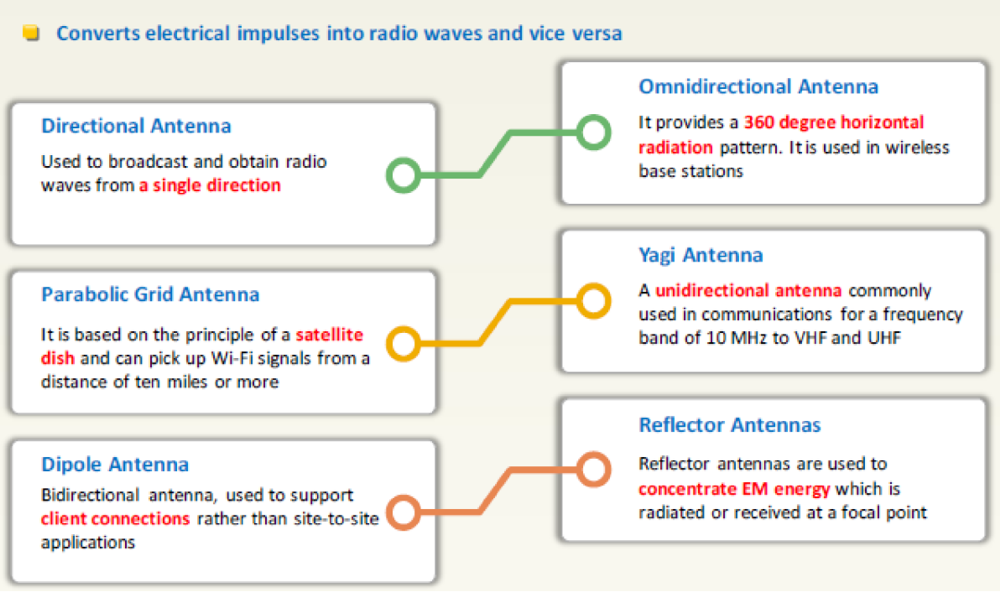 Converts electrical impulses into radio waves and vice versa
Directional Antenna
Used to broadcast and obtain radio
waves from a single direction
Omnidirectional Antenna
It provides a 360 degree horizontal
radiation pattern. It is used in wireless
base stations
Parabolic Grid Antenna
It is based on the principle of a satellite
dish and can pick up Wi-Fi signals from a
distance of ten miles or more
Yagi Antenna
A unidirectional antenna commonly
used in communications for a frequency
band of 10 MHz to VHF and UHF
Dipole Antenna
Bidirectional antenna, used to support
client connections rather than site-to-site
applications
Reflector Antennas
Reflector antennas are used to
concentrate EM energy which is
radiated or received at a focal point